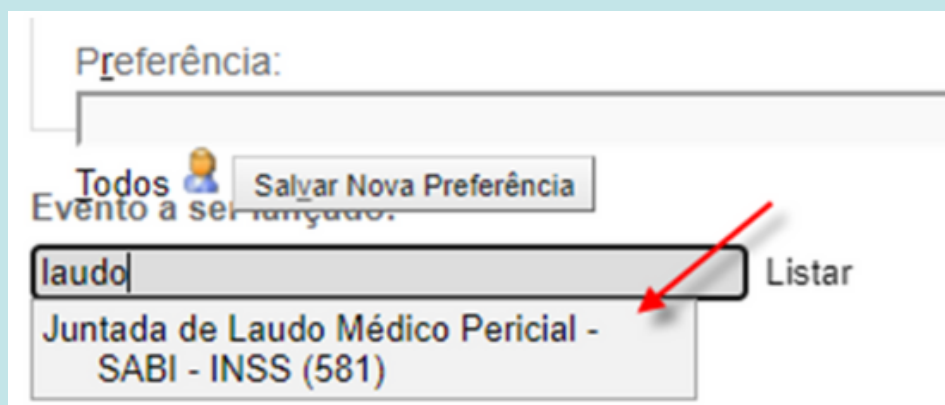 Preferência:
Todos Salvar Nova Preferência
Evento a ser lançado:
laudo Listar
Juntada de Laudo Médico Pericial -
SABI - INSS (581)